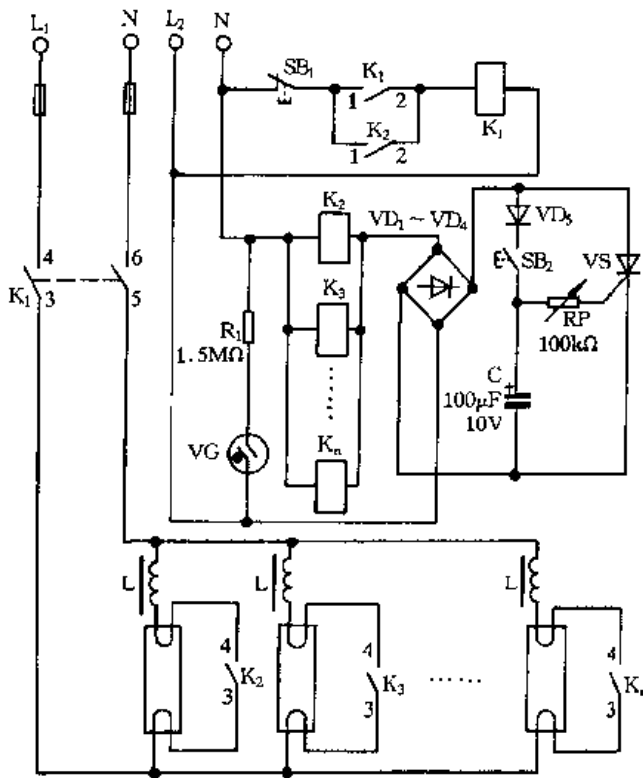 L₁ N L₂ N
SB₁ K₁
1 2 K₁
K₂
1 2
K₂ VD₁~VD₄
VD₅
VS
SB₂
4 6
K₁ 3 5
K₃
R₁
1.5MΩ
RP
100kΩ
C
+
100μF
10V
VG
Kₙ
L L L
4 4 4
K₂ K₃ ······
3 3 3